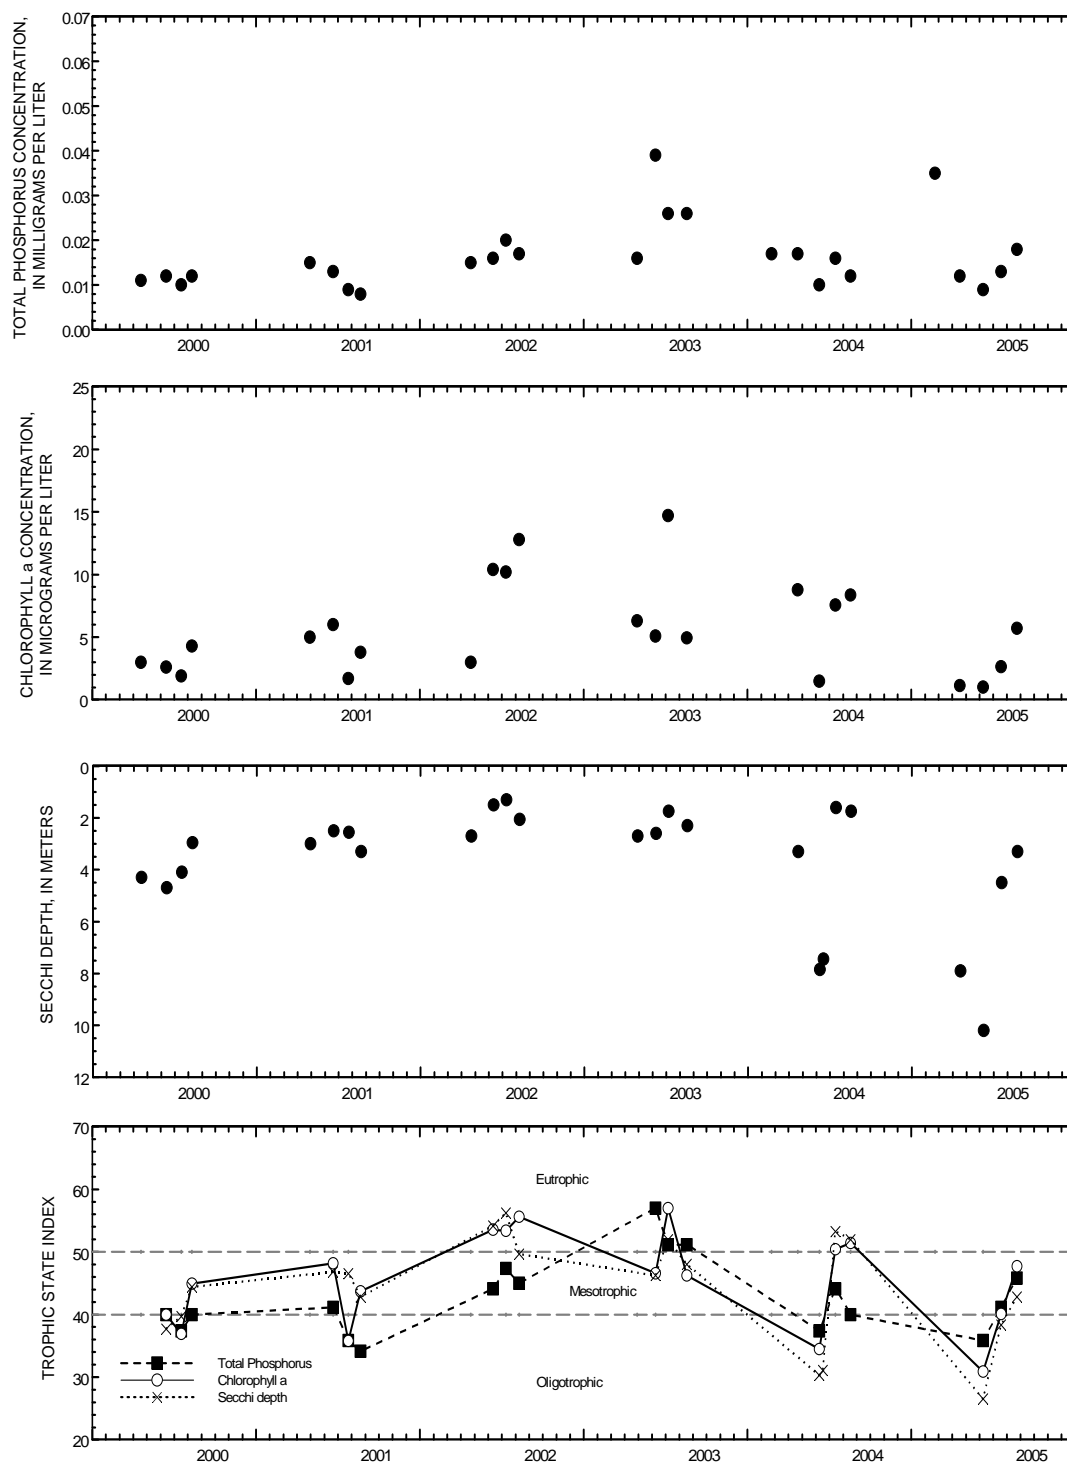 TOTAL PHOSPHORUS CONCENTRATION,
IN MILLIGRAMS PER LITER
0.07
0.06
0.05
0.04
0.03
0.02
0.01
0.00
2000 2001 2002 2003 2004 2005
CHLOROPHYLL a CONCENTRATION,
IN MICROGRAMS PER LITER
25
20
15
10
5
0
2000 2001 2002 2003 2004 2005
SECCHI DEPTH, IN METERS
0
2
4
6
8
10
12
2000 2001 2002 2003 2004 2005
TROPHIC STATE INDEX
70
60
50
40
30
20
Eutrophic
Mesotrophic
Oligotrophic
Total Phosphorus
Chlorophyll a
Secchi depth
2000 2001 2002 2003 2004 2005